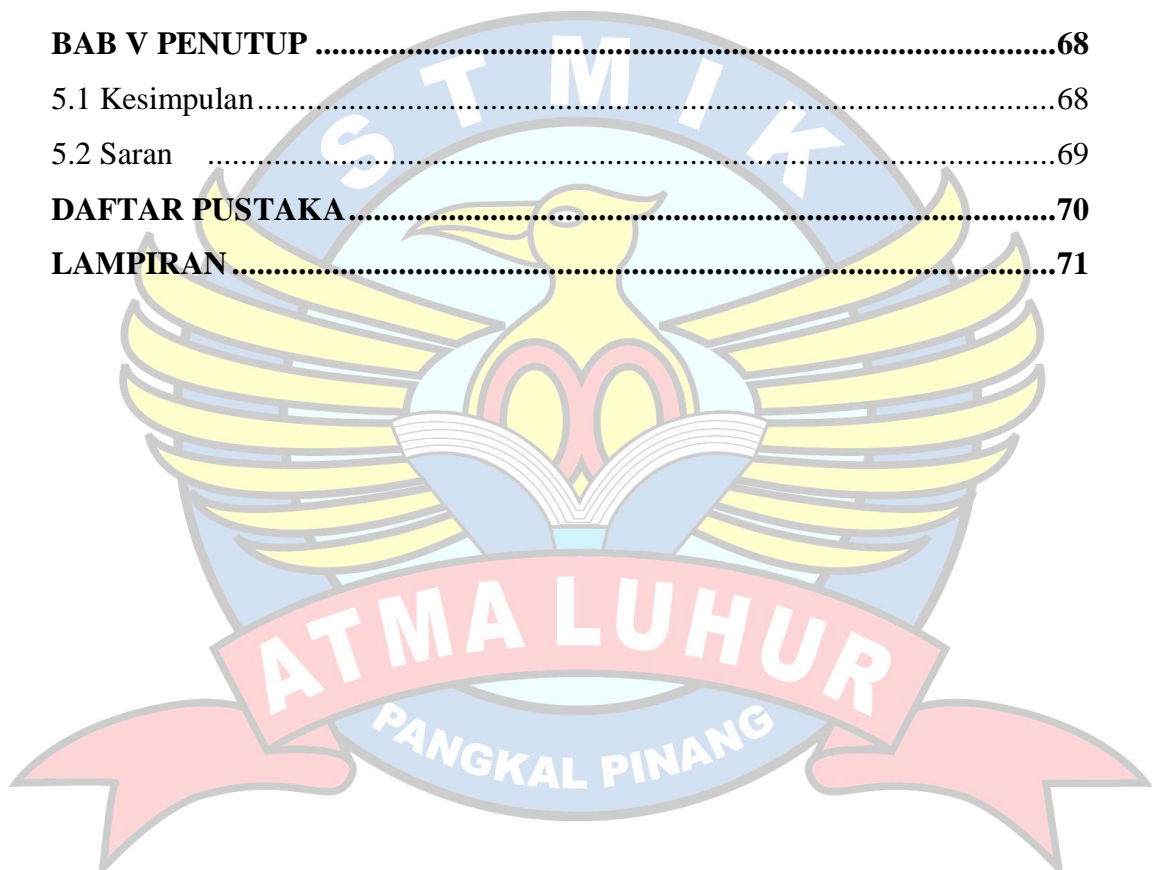 BAB V PENUTUP ............................................................................................68
5.1 Kesimpulan...................................................................................................68
5.2 Saran .........................................................................................................69
DAFTAR PUSTAKA........................................................................................70
LAMPIRAN.....................................................................................................71
STMIK
ATMA LUHUR
PANGKAL PINANG